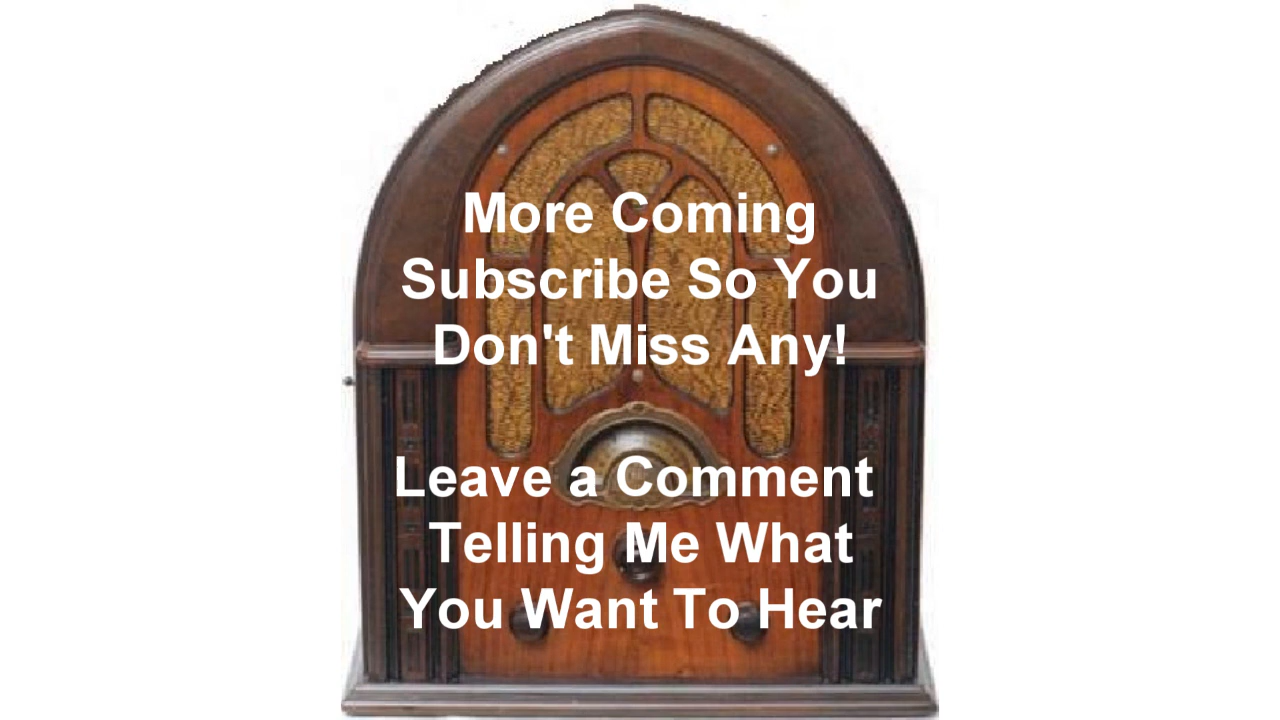 More Coming
Subscribe So You
Don't Miss Any!
Leave a Comment
Telling Me What
You Want To Hear